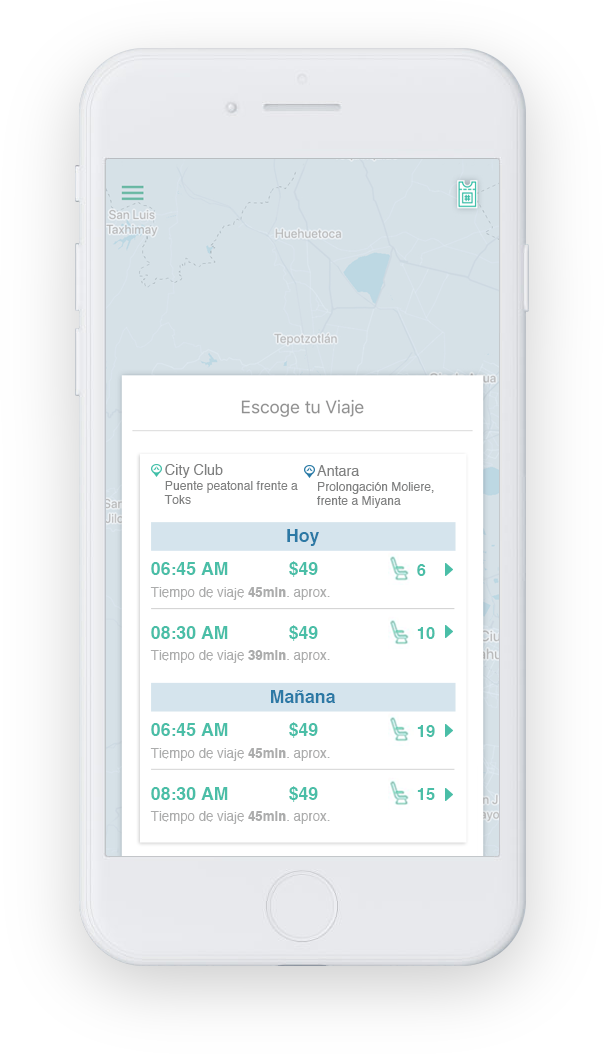 San Luis
Taxhimay
Huehuetoca
Tepotzotlán
Escoge tu Viaje
City Club
Puente peatonal frente a
Toks
Antara
Prolongación Moliere,
frente a Miyana
Hoy
06:45 AM $49 6
Tiempo de viaje 45min. aprox.
08:30 AM $49 10
Tiempo de viaje 39min. aprox.
Mañana
06:45 AM $49 19
Tiempo de viaje 45min. aprox.
08:30 AM $49 15
Tiempo de viaje 45min. aprox.